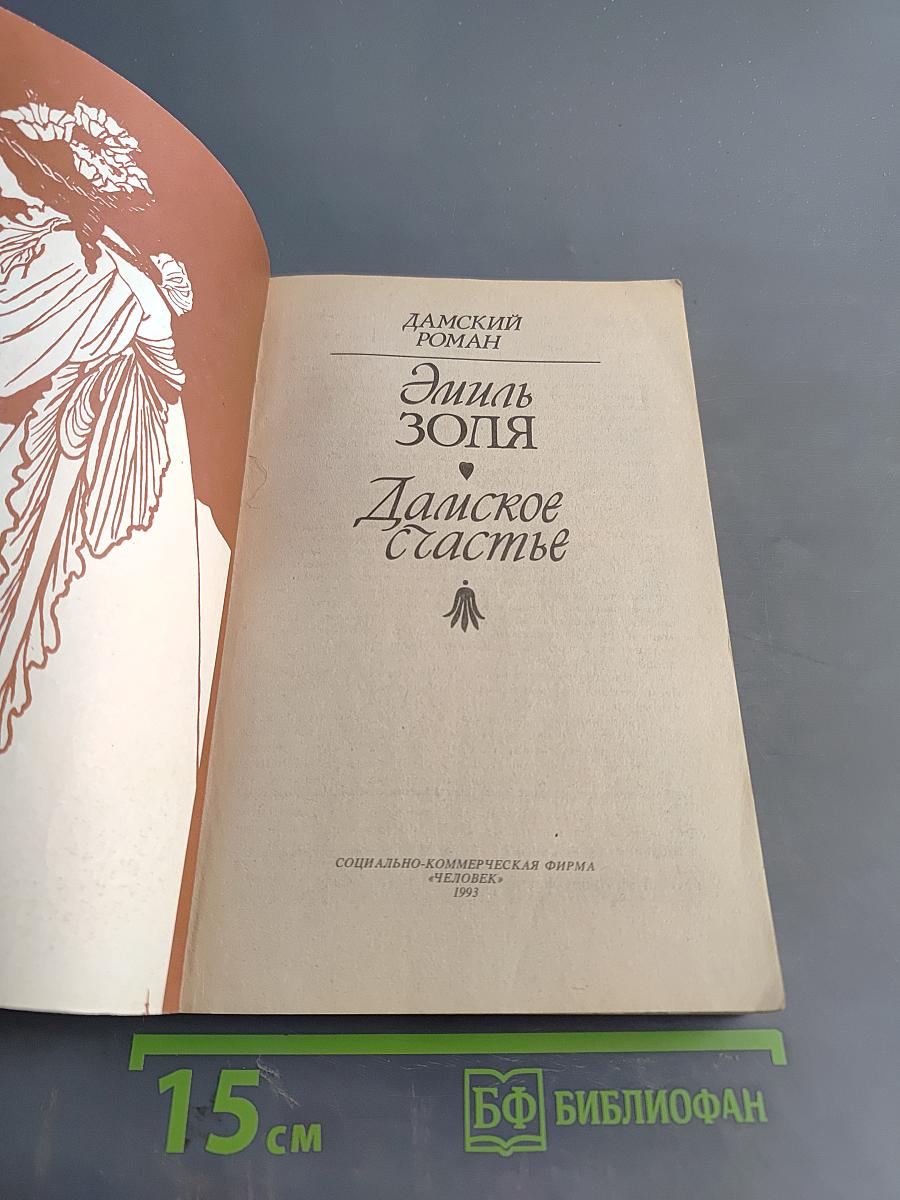 ДАМСКИЙ
РОМАН
Эмиль
ЗОЛЯ
Дамское
счастье
СОЦИАЛЬНО-КОММЕРЧЕСКАЯ ФИРМА
«ЧЕЛОВЕК»
1993
15 см
БФ БИБЛИОФАН